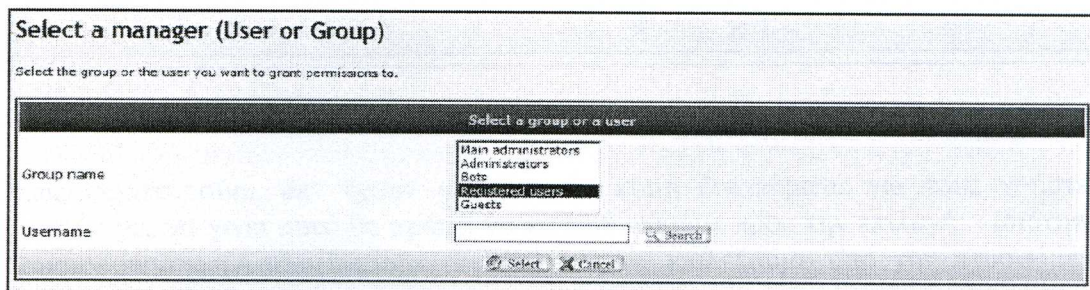 Select a manager (User or Group)
Select the group or the user you want to grant permissions to.
Select a group or a user
Group name
Main administrators
Administrators
Bots
Registered users
Guests
Username
Search
Select
Cancel